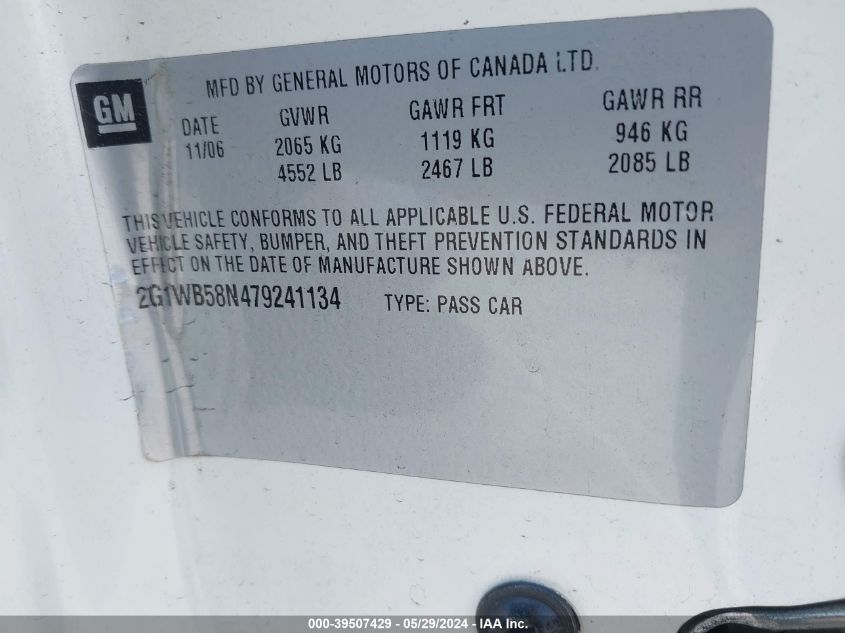 GM
MFD BY GENERAL MOTORS OF CANADA LTD.
DATE GVWR GAWR FRT GAWR RR
11/06 2065 KG 1119 KG 946 KG
4552 LB 2467 LB 2085 LB
THIS VEHICLE CONFORMS TO ALL APPLICABLE U.S. FEDERAL MOTOR
VEHICLE SAFETY, BUMPER, AND THEFT PREVENTION STANDARDS IN
EFFECT ON THE DATE OF MANUFACTURE SHOWN ABOVE.
2G1WB58N479241134 TYPE: PASS CAR
000-39507429 - 05/29/2024 - IAA Inc.